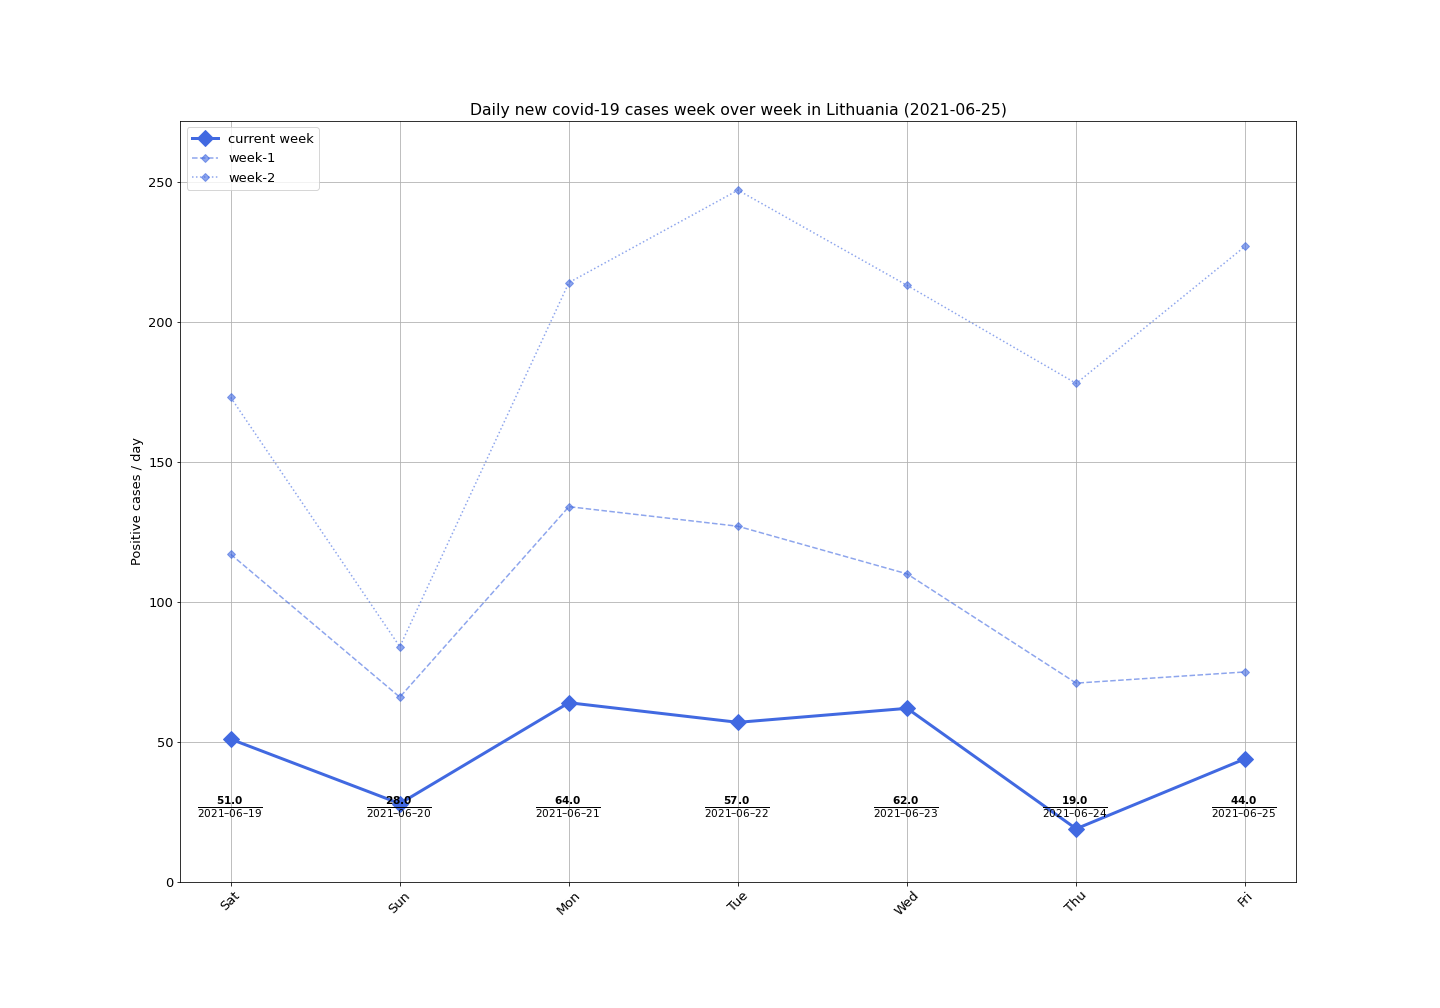 Daily new covid-19 cases week over week in Lithuania (2021-06-25)
current week
week-1
week-2
250
200
150
100
50
0
Positive cases / day
51.0
2021-06-19
28.0
2021-06-20
64.0
2021-06-21
57.0
2021-06-22
62.0
2021-06-23
19.0
2021-06-24
44.0
2021-06-25
Sat
Sun
Mon
Tue
Wed
Thu
Fri